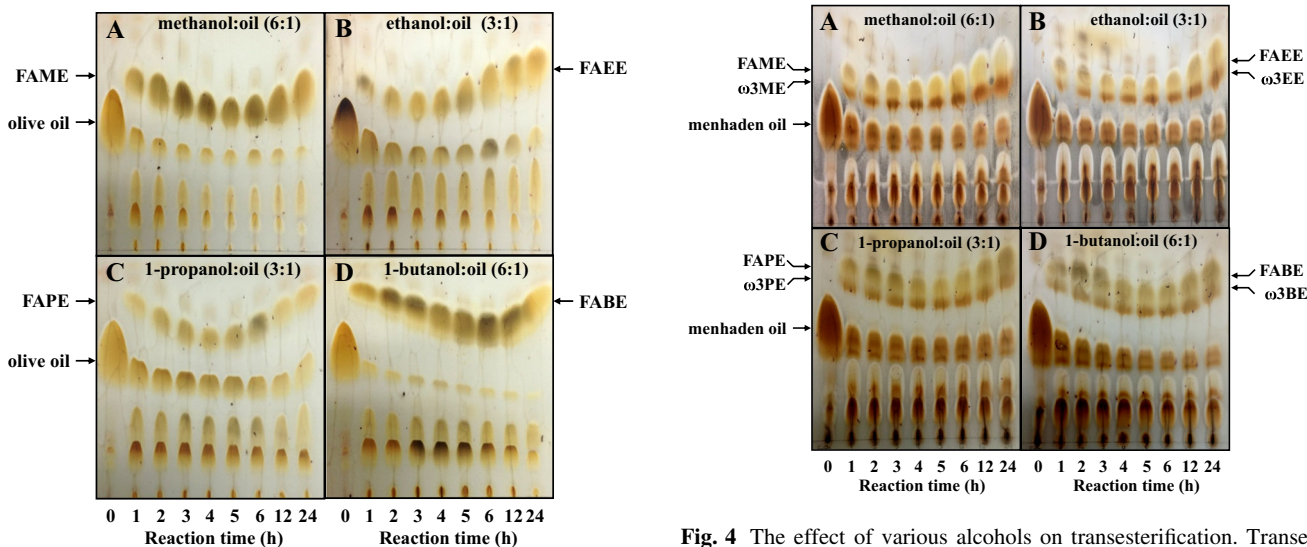 A methanol:oil (6:1)
B ethanol:oil (3:1)
FAME
FAEE
olive oil
C 1-propanol:oil (3:1)
D 1-butanol:oil (6:1)
FAPE
FABE
olive oil
0 1 2 3 4 5 6 12 24
0 1 2 3 4 5 6 12 24
Reaction time (h)
Reaction time (h)
A methanol:oil (6:1)
B ethanol:oil (3:1)
FAME
ω3ME
FAEE
ω3EE
menhaden oil
C 1-propanol:oil (3:1)
D 1-butanol:oil (6:1)
FAPE
ω3PE
FABE
ω3BE
menhaden oil
0 1 2 3 4 5 6 12 24
0 1 2 3 4 5 6 12 24
Reaction time (h)
Reaction time (h)
Fig. 4 The effect of various alcohols on transesterification. Transe